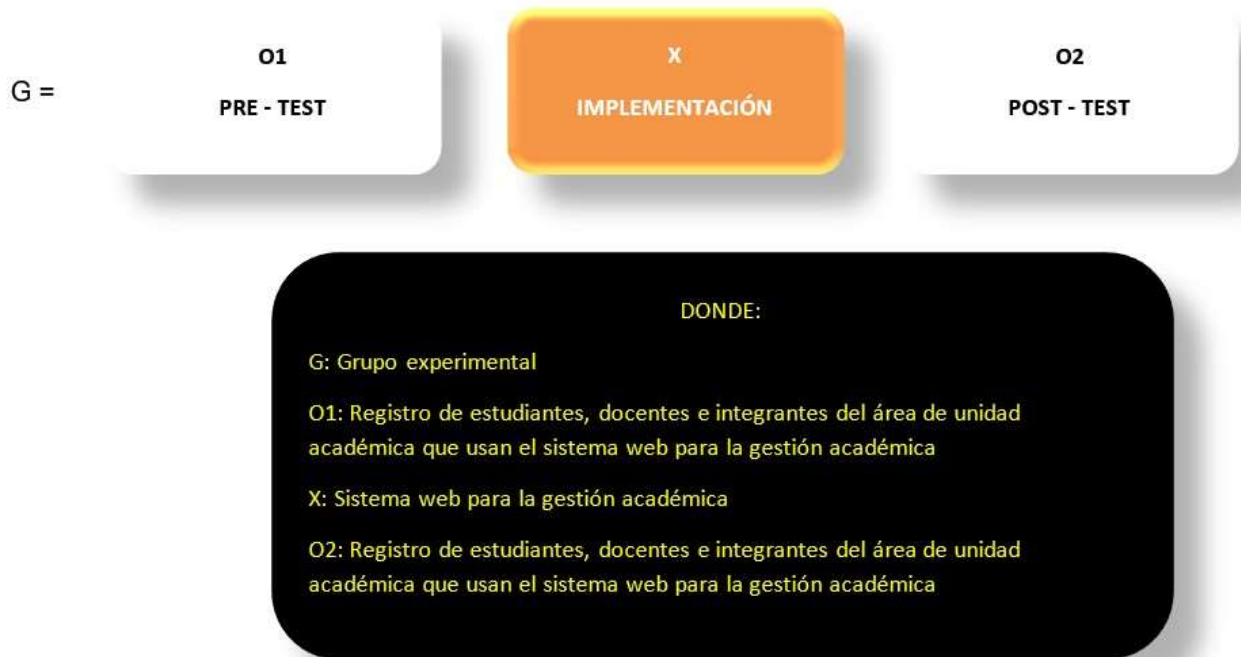 G =
O1
PRE - TEST
X
IMPLEMENTACIÓN
O2
POST - TEST
DONDE:
G: Grupo experimental
O1: Registro de estudiantes, docentes e integrantes del área de unidad
académica que usan el sistema web para la gestión académica
X: Sistema web para la gestión académica
O2: Registro de estudiantes, docentes e integrantes del área de unidad
académica que usan el sistema web para la gestión académica